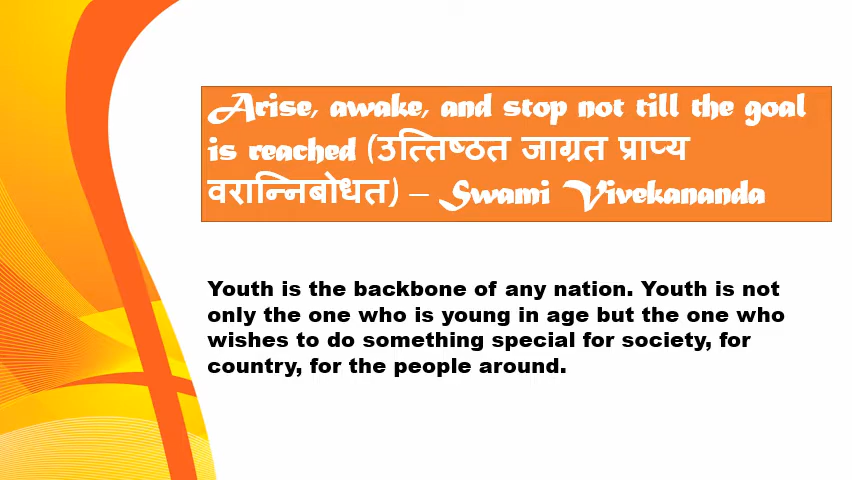 Arise, awake, and stop not till the goal
is reached (उत्तिष्ठत जाग्रत प्राप्य
वरान्निबोधत) – Swami Vivekananda
Youth is the backbone of any nation. Youth is not
only the one who is young in age but the one who
wishes to do something special for society, for
country, for the people around.